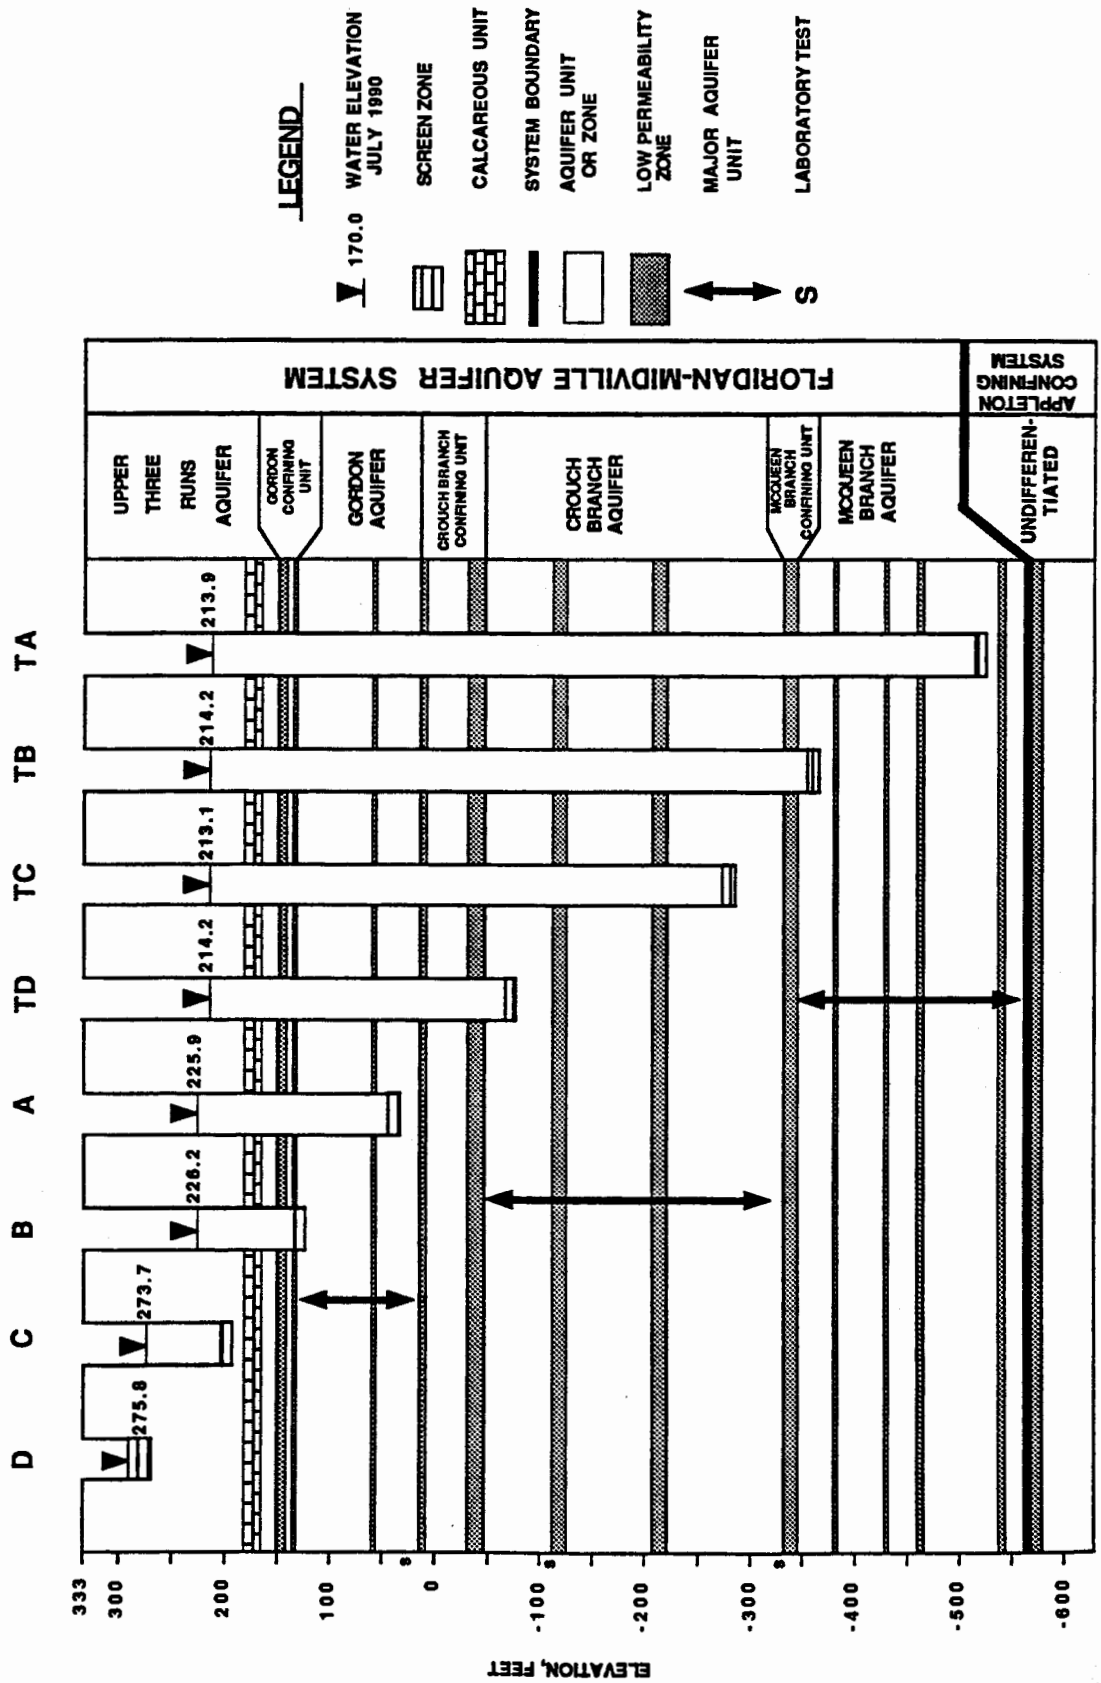 D
C
B
A
TD
TC
TB
TA
275.8
273.7
226.2
225.9
214.2
213.1
214.2
213.9
333
300
200
100
0
-100
-200
-300
-400
-500
-600
ELEVATION, FEET
S
S
S
UPPER
THREE
RUNS
AQUIFER
GORDON
CONFINING
UNIT
GORDON
AQUIFER
CROUCH BRANCH
CONFINING UNIT
CROUCH
BRANCH
AQUIFER
MCQUEEN
BRANCH
CONFINING UNIT
MCQUEEN
BRANCH
AQUIFER
UNDIFFEREN-
TIATED
FLORIDAN-MIDVILLE AQUIFER SYSTEM
APPLETON
CONFINING
SYSTEM
LEGEND
170.0 WATER ELEVATION
JULY 1990
SCREEN ZONE
CALCAREOUS UNIT
SYSTEM BOUNDARY
AQUIFER UNIT
OR ZONE
LOW PERMEABILITY
ZONE
MAJOR AQUIFER
UNIT
S LABORATORY TEST